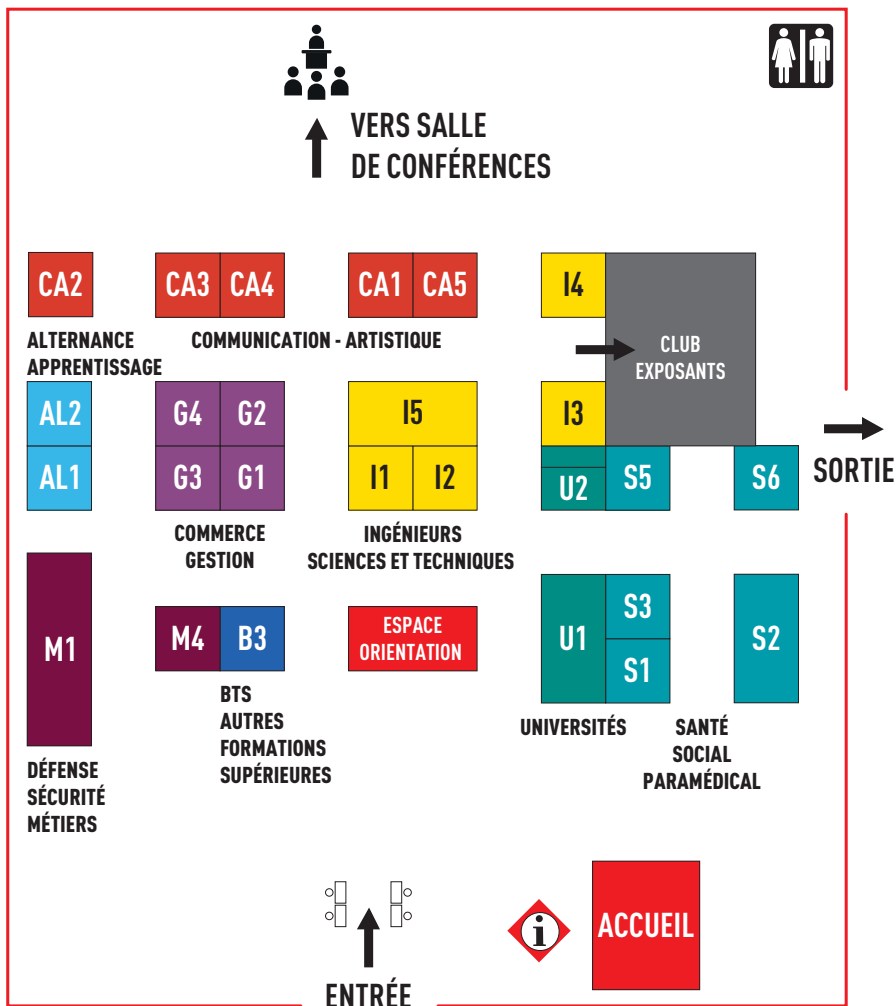 VERS SALLE
DE CONFÉRENCES
CA2
CA3
CA4
CA1
CA5
I4
CLUB
EXPOSANTS
ALTERNANCE
APPRENTISSAGE
COMMUNICATION - ARTISTIQUE
AL2
G4
G2
I5
I3
AL1
G3
G1
I1
I2
U2
S5
S6
SORTIE
COMMERCE
GESTION
INGÉNIEURS
SCIENCES ET TECHNIQUES
M1
M4
B3
ESPACE
ORIENTATION
U1
S3
S1
S2
BTS
AUTRES
FORMATIONS
SUPÉRIEURES
UNIVERSITÉS
SANTÉ
SOCIAL
PARAMÉDICAL
DÉFENSE
SÉCURITÉ
MÉTIERS
i
ACCUEIL
ENTRÉE